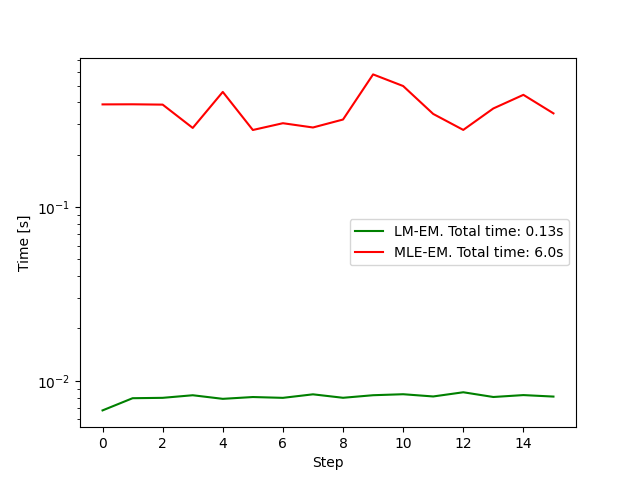 Time [s]
10⁻¹
10⁻²
LM-EM. Total time: 0.13s
MLE-EM. Total time: 6.0s
0 2 4 6 8 10 12 14
Step